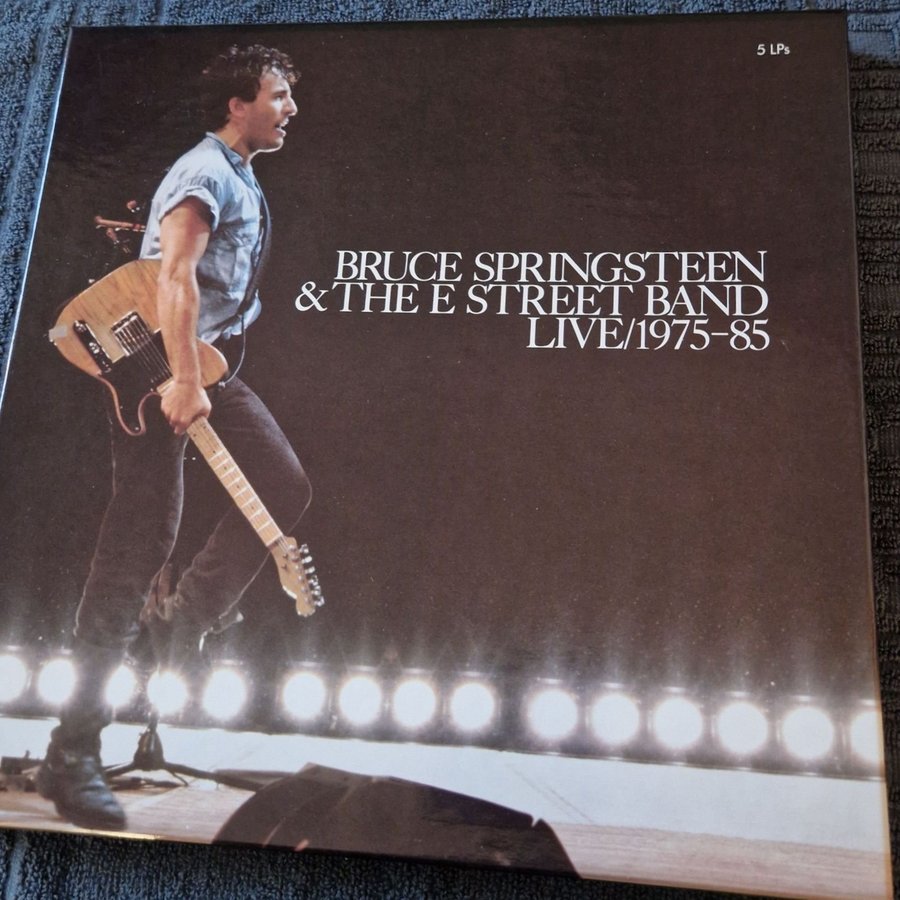 5 LPs
BRUCE SPRINGSTEEN
& THE E STREET BAND
LIVE/1975-85